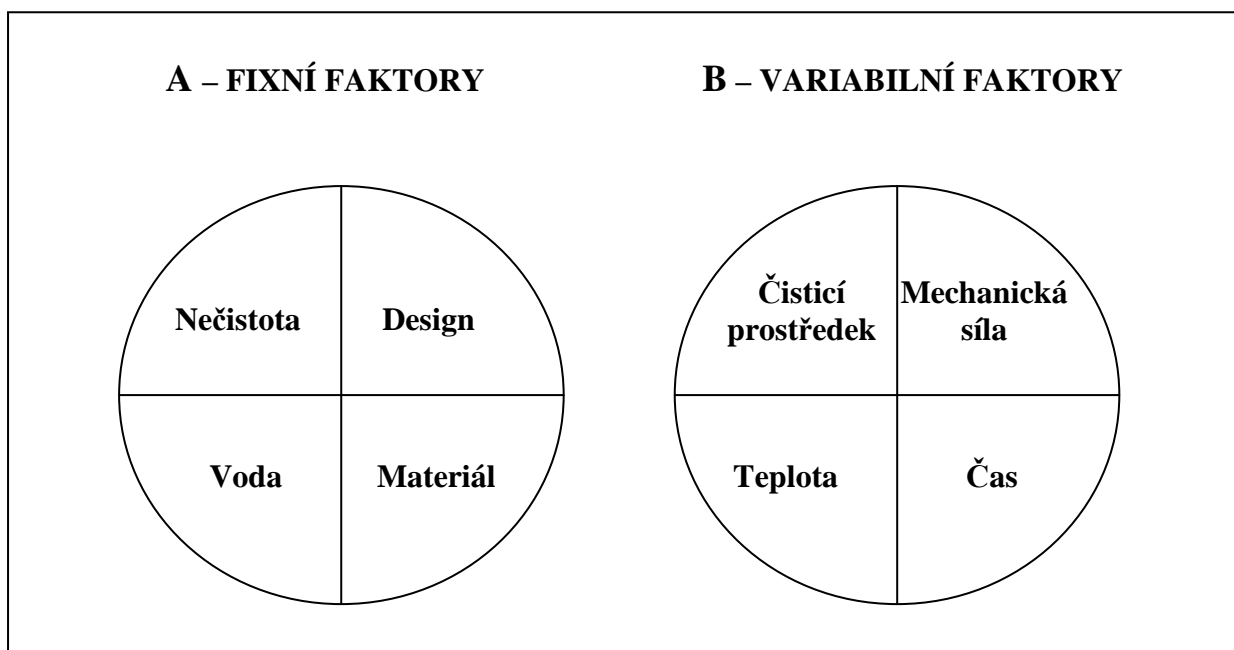 A – FIXNÍ FAKTORY
B – VARIABILNÍ FAKTORY
Nečistota
Design
Voda
Materiál
Čisticí
prostředek
Mechanická
síla
Teplota
Čas